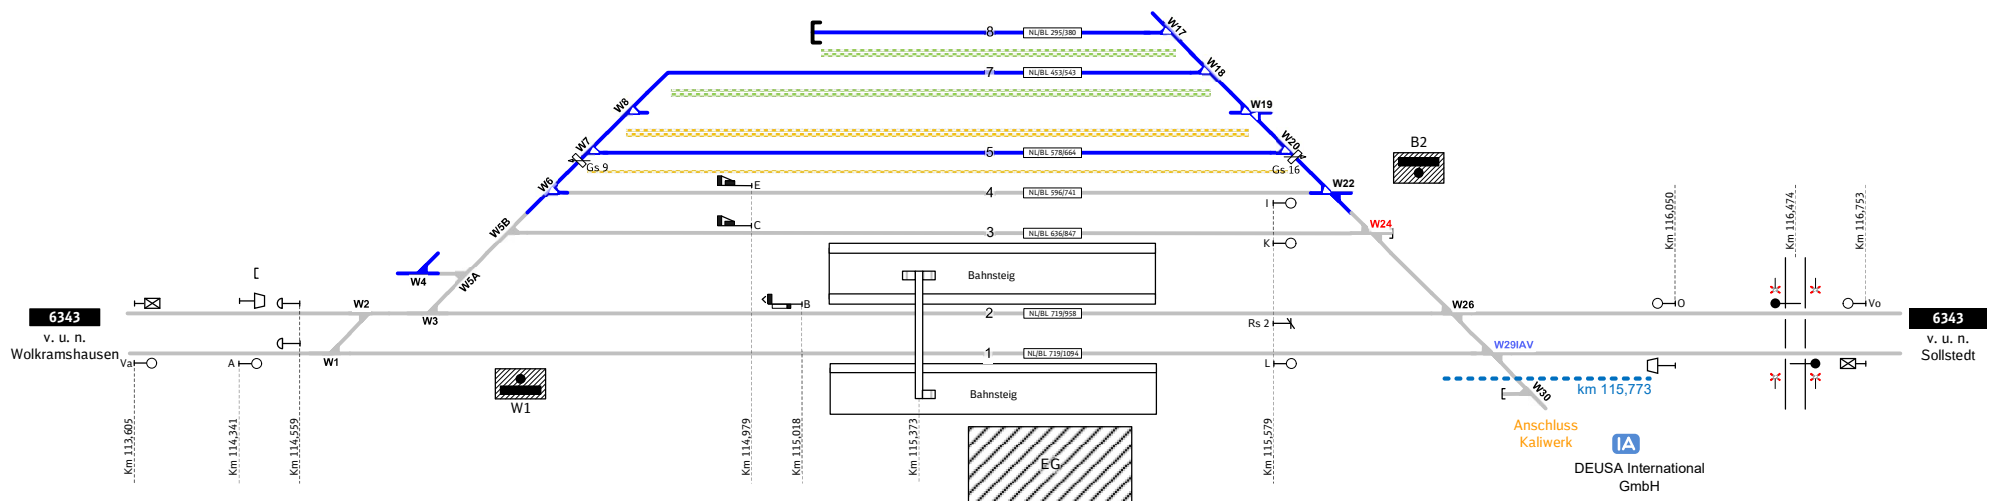 W17
8 NL/BL 295/380
7 NL/BL 453/543
W18
W8
W19
W7
W20
B2
5 NL/BL 578/664
Gs 9
Gs 16
W6
E
4 NL/BL 596/741
W22
I
W5B
C
3 NL/BL 636/847
W24
K
Km 116,050
Km 116,474
Km 116,753
W4
W5A
Bahnsteig
W2
B
W26
O
Vo
6343
v. u. n.
Wolkramshausen
W3
2 NL/BL 719/958
Rs 2
6343
v. u. n.
Sollstedt
W29IAV
Va
A
W1
1 NL/BL 719/1094
L
km 115,773
W1
Bahnsteig
W30
Anschluss
Kaliwerk
IA
DEUSA International
GmbH
EG
Km 113,605
Km 114,341
Km 114,559
Km 114,979
Km 115,018
Km 115,373
Km 115,579